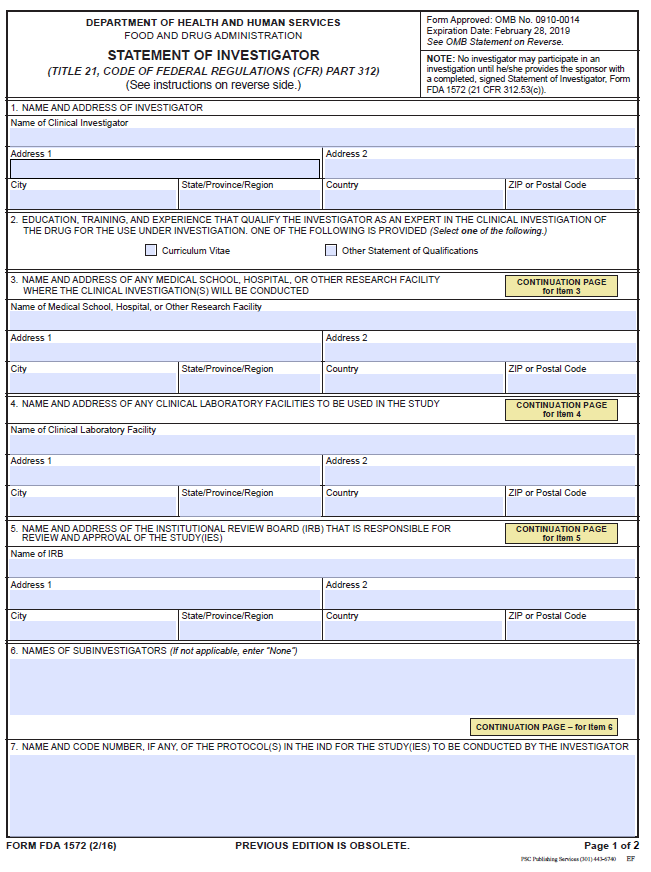 DEPARTMENT OF HEALTH AND HUMAN SERVICES
FOOD AND DRUG ADMINISTRATION
STATEMENT OF INVESTIGATOR
(TITLE 21, CODE OF FEDERAL REGULATIONS (CFR) PART 312)
(See instructions on reverse side.)
Form Approved: OMB No. 0910-0014
Expiration Date: February 28, 2019
See OMB Statement on Reverse.
NOTE: No investigator may participate in an
investigation until he/she provides the sponsor with
a completed, signed Statement of Investigator, Form
FDA 1572 (21 CFR 312.53(c)).
1. NAME AND ADDRESS OF INVESTIGATOR
Name of Clinical Investigator
Address 1 Address 2
City State/Province/Region Country ZIP or Postal Code
2. EDUCATION, TRAINING, AND EXPERIENCE THAT QUALIFY THE INVESTIGATOR AS AN EXPERT IN THE CLINICAL INVESTIGATION OF
THE DRUG FOR THE USE UNDER INVESTIGATION. ONE OF THE FOLLOWING IS PROVIDED (Select one of the following.)
Curriculum Vitae Other Statement of Qualifications
3. NAME AND ADDRESS OF ANY MEDICAL SCHOOL, HOSPITAL, OR OTHER RESEARCH FACILITY
WHERE THE CLINICAL INVESTIGATION(S) WILL BE CONDUCTED
CONTINUATION PAGE
for Item 3
Name of Medical School, Hospital, or Other Research Facility
Address 1 Address 2
City State/Province/Region Country ZIP or Postal Code
4. NAME AND ADDRESS OF ANY CLINICAL LABORATORY FACILITIES TO BE USED IN THE STUDY
CONTINUATION PAGE
for Item 4
Name of Clinical Laboratory Facility
Address 1 Address 2
City State/Province/Region Country ZIP or Postal Code
5. NAME AND ADDRESS OF THE INSTITUTIONAL REVIEW BOARD (IRB) THAT IS RESPONSIBLE FOR
REVIEW AND APPROVAL OF THE STUDY(IES)
CONTINUATION PAGE
for Item 5
Name of IRB
Address 1 Address 2
City State/Province/Region Country ZIP or Postal Code
6. NAMES OF SUBINVESTIGATORS (If not applicable, enter "None")
CONTINUATION PAGE – for Item 6
7. NAME AND CODE NUMBER, IF ANY, OF THE PROTOCOL(S) IN THE IND FOR THE STUDY(IES) TO BE CONDUCTED BY THE INVESTIGATOR
FORM FDA 1572 (2/16) PREVIOUS EDITION IS OBSOLETE. Page 1 of 2
PSC Publishing Services (301) 443-6740 EF